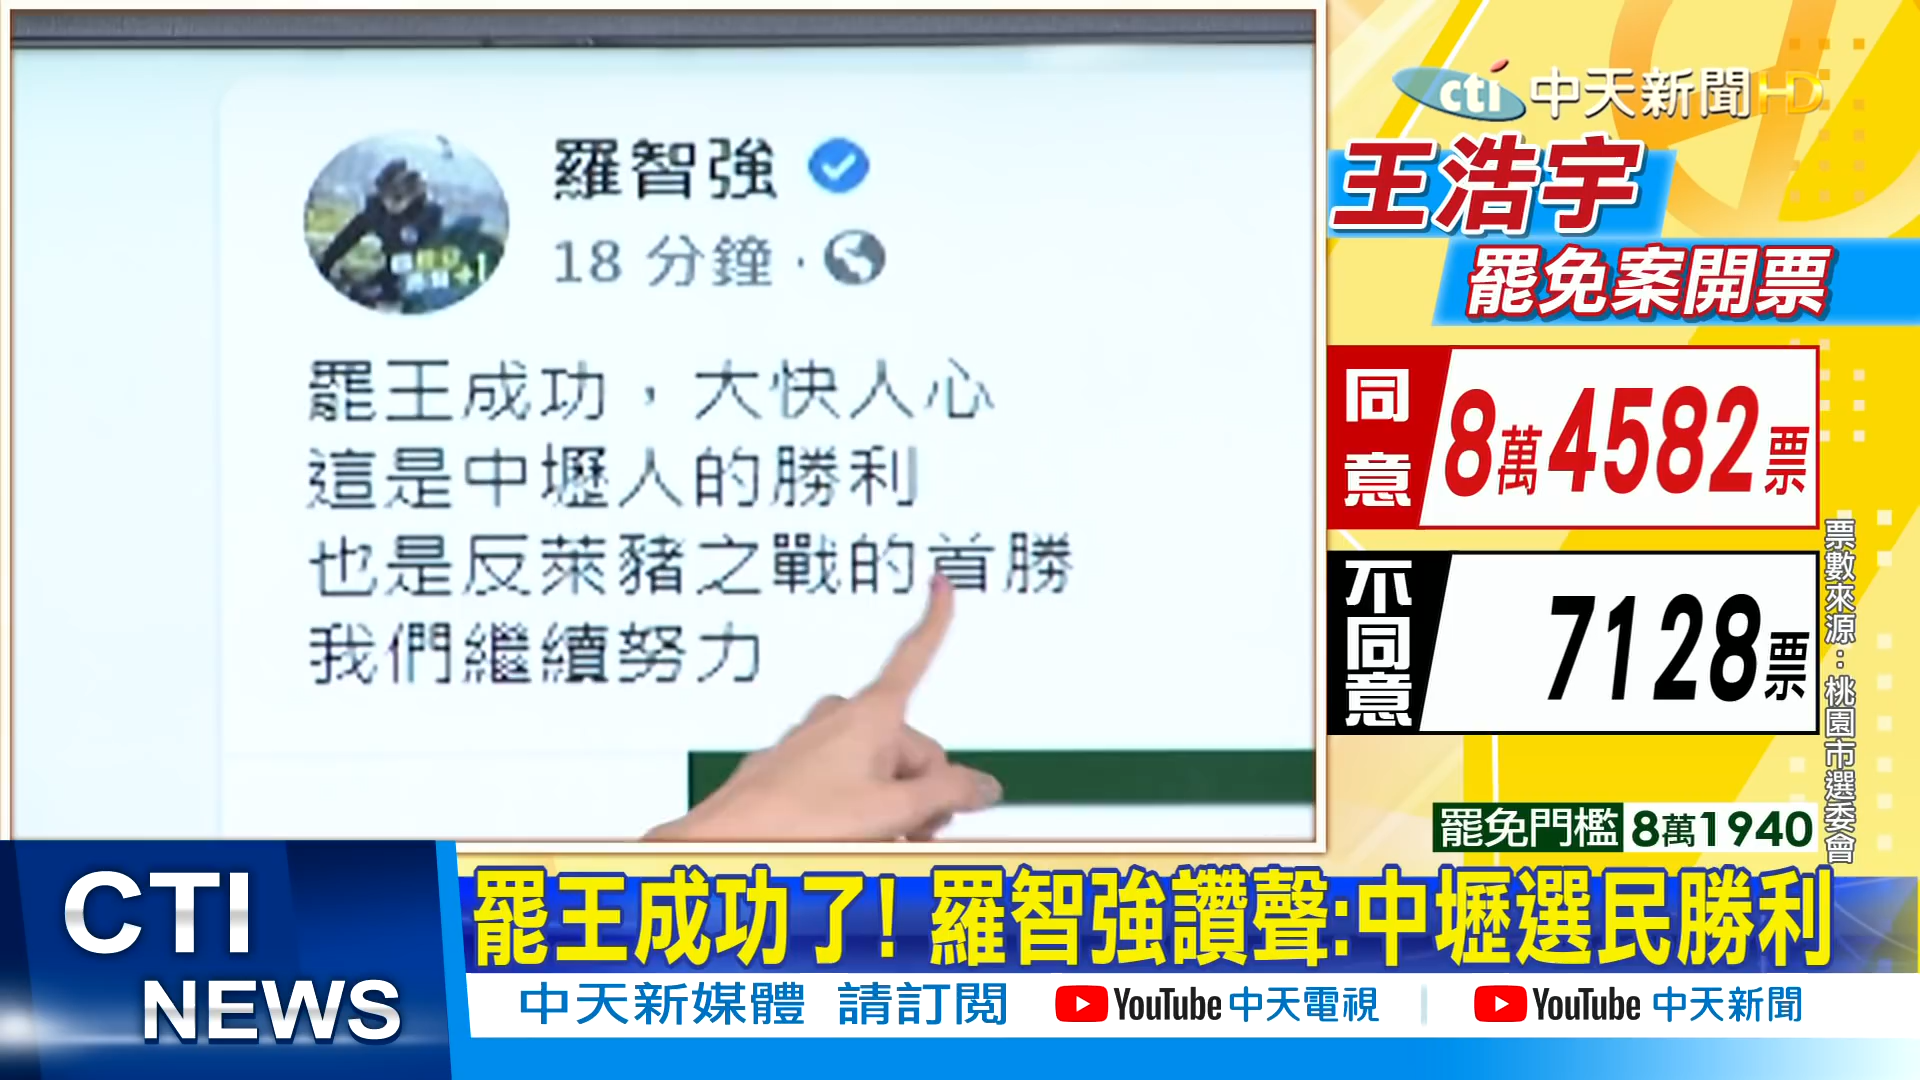 羅智強
18 分鐘 ·
罷王成功，大快人心
這是中壢人的勝利
也是反萊豬之戰的首勝
我們繼續努力
+1
cti 中天新聞HD
王浩宇
罷免案開票
同意 8萬4582票
不同意 7128票
罷免門檻 8萬1940
票數來源：桃園市選委會
CTI
NEWS
罷王成功了! 羅智強讚聲:中壢選民勝利
中天新媒體 請訂閱 YouTube 中天電視 | YouTube 中天新聞